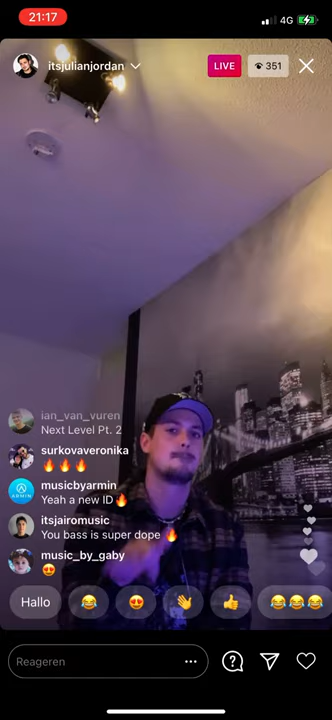 21:17
4G
itsjulianjordan
LIVE
351
ian_van_vuren
Next Level Pt. 2
surkovaveronika
🔥🔥🔥
musicbyarmin
Yeah a new ID🔥
itsjairomusic
You bass is super dope 🔥
music_by_gaby
😍
Hallo 😂 😍 👋 👍 😂😂😂
Reageren